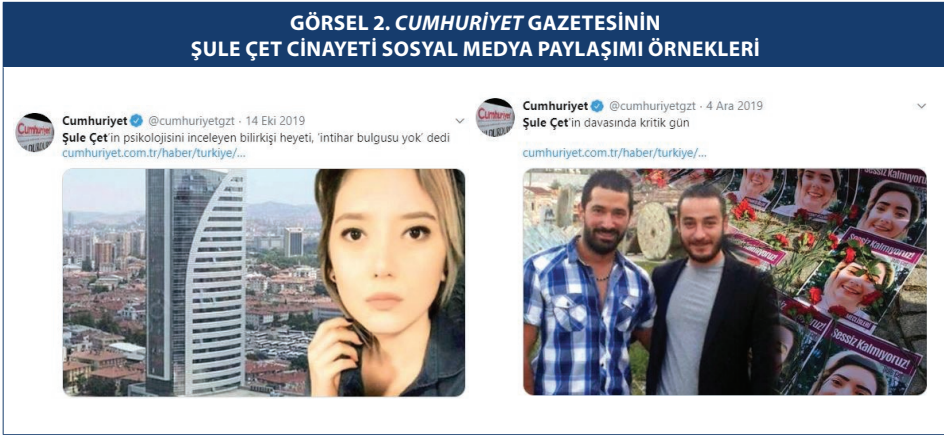 GÖRSEL 2. CUMHURİYET GAZETESİNİN
ŞULE ÇET CİNAYETİ SOSYAL MEDYA PAYLAŞIMI ÖRNEKLERİ
Cumhuriyet @cumhuriyetgzt · 14 Eki 2019
Şule Çet'in psikolojisini inceleyen bilirkişi heyeti, 'intihar bulgusu yok' dedi
cumhuriyet.com.tr/haber/turkiye/...
Cumhuriyet
Cumhuriyet @cumhuriyetgzt · 4 Ara 2019
Şule Çet'in davasında kritik gün
cumhuriyet.com.tr/haber/turkiye/...
Cumhuriyet
Sessiz Kalmıyoruz!
Sessiz Kalmıyoruz!
Sessiz Kalmıyoruz!